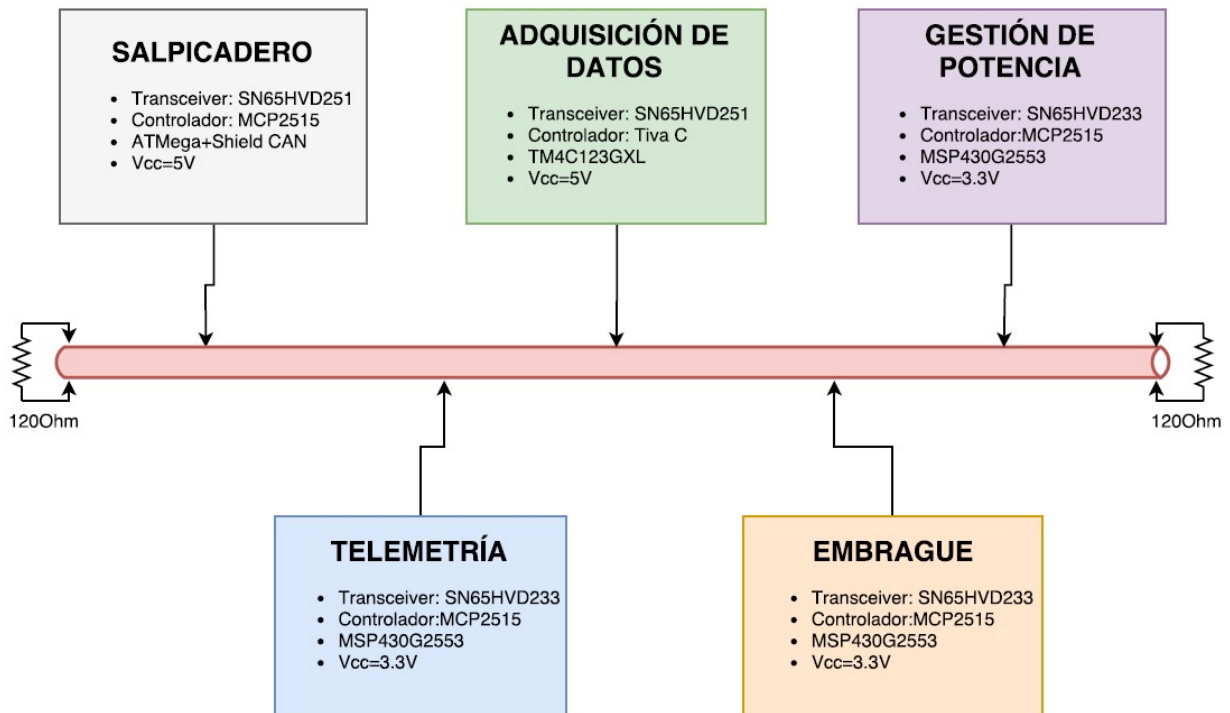 SALPICADERO
• Transceiver: SN65HVD251
• Controlador: MCP2515
• ATMega+Shield CAN
• Vcc=5V
ADQUISICIÓN DE
DATOS
• Transceiver: SN65HVD251
• Controlador: Tiva C
• TM4C123GXL
• Vcc=5V
GESTIÓN DE
POTENCIA
• Transceiver: SN65HVD233
• Controlador:MCP2515
• MSP430G2553
• Vcc=3.3V
120Ohm
120Ohm
TELEMETRÍA
• Transceiver: SN65HVD233
• Controlador:MCP2515
• MSP430G2553
• Vcc=3.3V
EMBRAGUE
• Transceiver: SN65HVD233
• Controlador:MCP2515
• MSP430G2553
• Vcc=3.3V